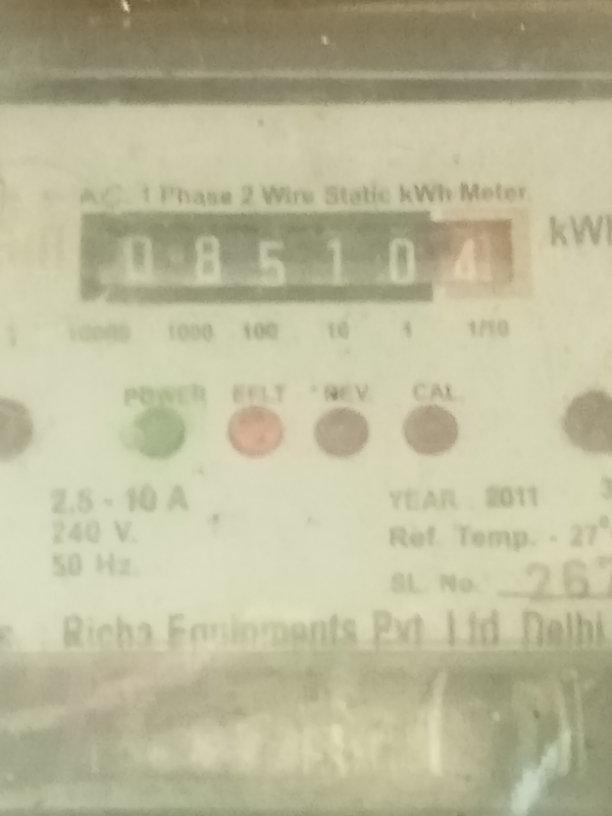 A.C. 1 Phase 2 Wire Static kWh Meter
0 8 5 1 0 4
10000 1000 100 10 1 1/10
POWER EFLT REV. CAL.
2.5 - 10 A YEAR 2011
240 V. Ref. Temp. - 27°
50 Hz. SL. No. 267
Richa Equipments Pvt Ltd Delhi